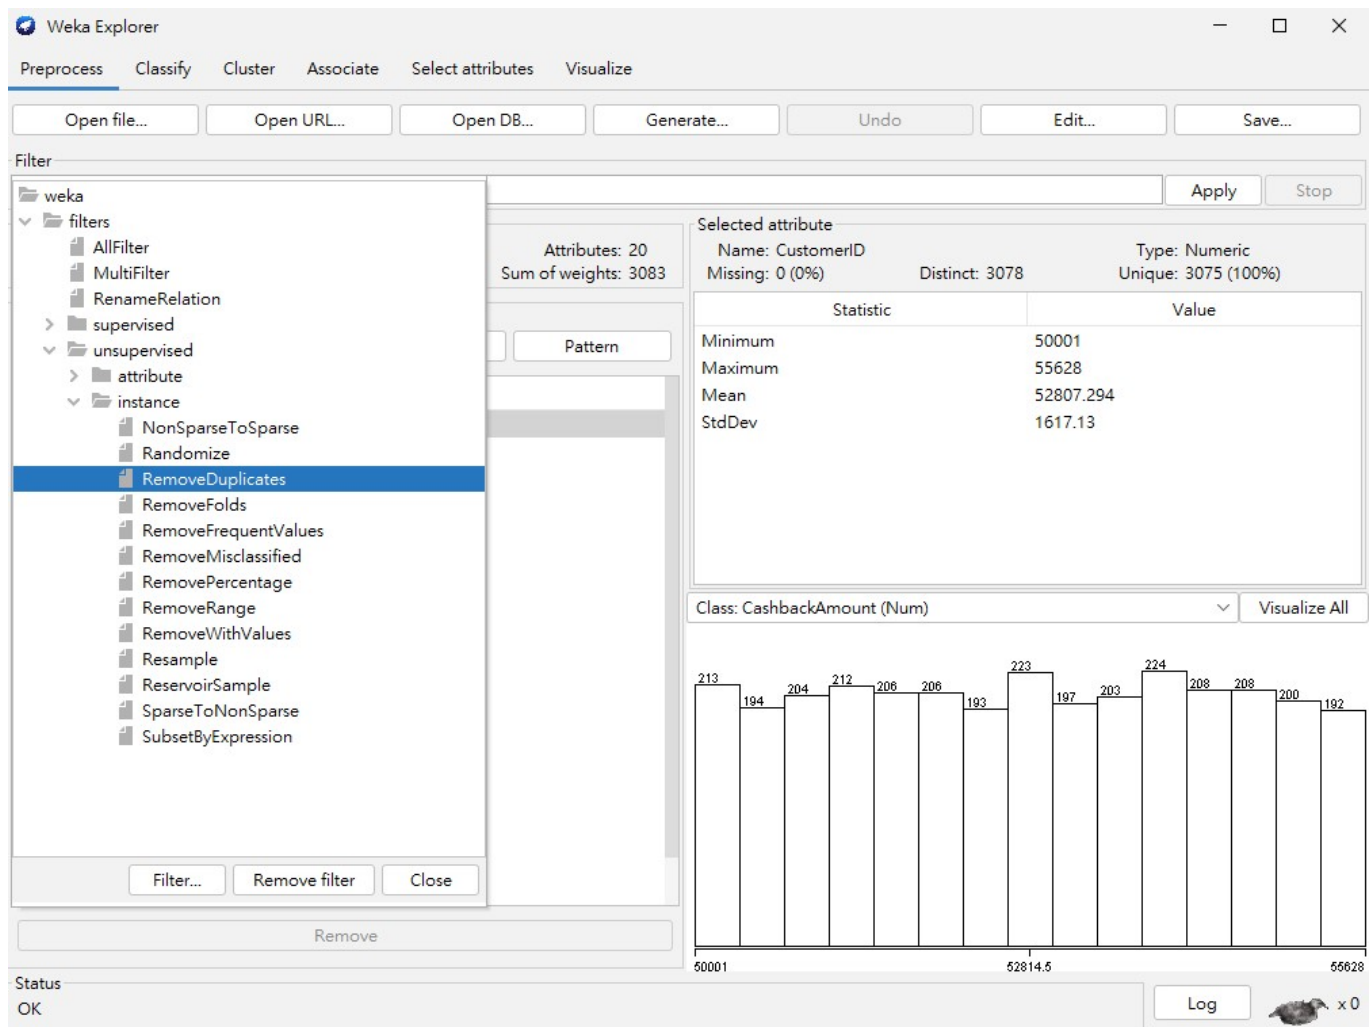 Weka Explorer
Preprocess Classify Cluster Associate Select attributes Visualize
Open file... Open URL... Open DB... Generate... Undo Edit... Save...
Filter
Apply Stop
weka
filters
AllFilter
MultiFilter
RenameRelation
supervised
unsupervised
attribute
instance
NonSparseToSparse
Randomize
RemoveDuplicates
RemoveFolds
RemoveFrequentValues
RemoveMisclassified
RemovePercentage
RemoveRange
RemoveWithValues
Resample
ReservoirSample
SparseToNonSparse
SubsetByExpression
Filter... Remove filter Close
Attributes: 20
Sum of weights: 3083
Pattern
Remove
Selected attribute
Name: CustomerID Type: Numeric
Missing: 0 (0%) Distinct: 3078 Unique: 3075 (100%)
Statistic Value
Minimum 50001
Maximum 55628
Mean 52807.294
StdDev 1617.13
Class: CashbackAmount (Num) Visualize All
213 194 204 212 206 206 193 223 197 203 224 208 208 200 192
50001 52814.5 55628
Status
OK
Log x 0